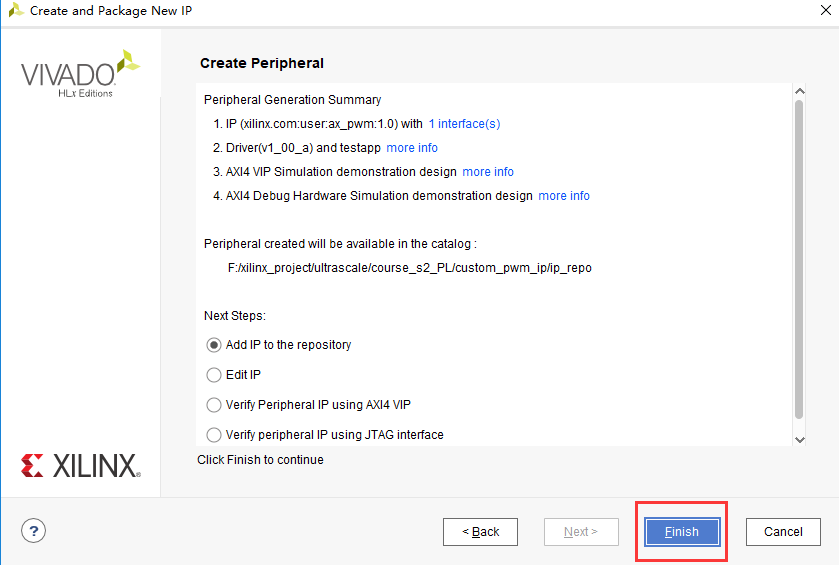 Create and Package New IP
VIVADO
HLx Editions
Create Peripheral
Peripheral Generation Summary
1. IP (xilinx.com:user:ax_pwm:1.0) with 1 interface(s)
2. Driver(v1_00_a) and testapp more info
3. AXI4 VIP Simulation demonstration design more info
4. AXI4 Debug Hardware Simulation demonstration design more info
Peripheral created will be available in the catalog :
F:/xilinx_project/ultrascale/course_s2_PL/custom_pwm_ip/ip_repo
Next Steps:
Add IP to the repository
Edit IP
Verify Peripheral IP using AXI4 VIP
Verify peripheral IP using JTAG interface
XILINX®
Click Finish to continue
?
< Back
Next >
Finish
Cancel